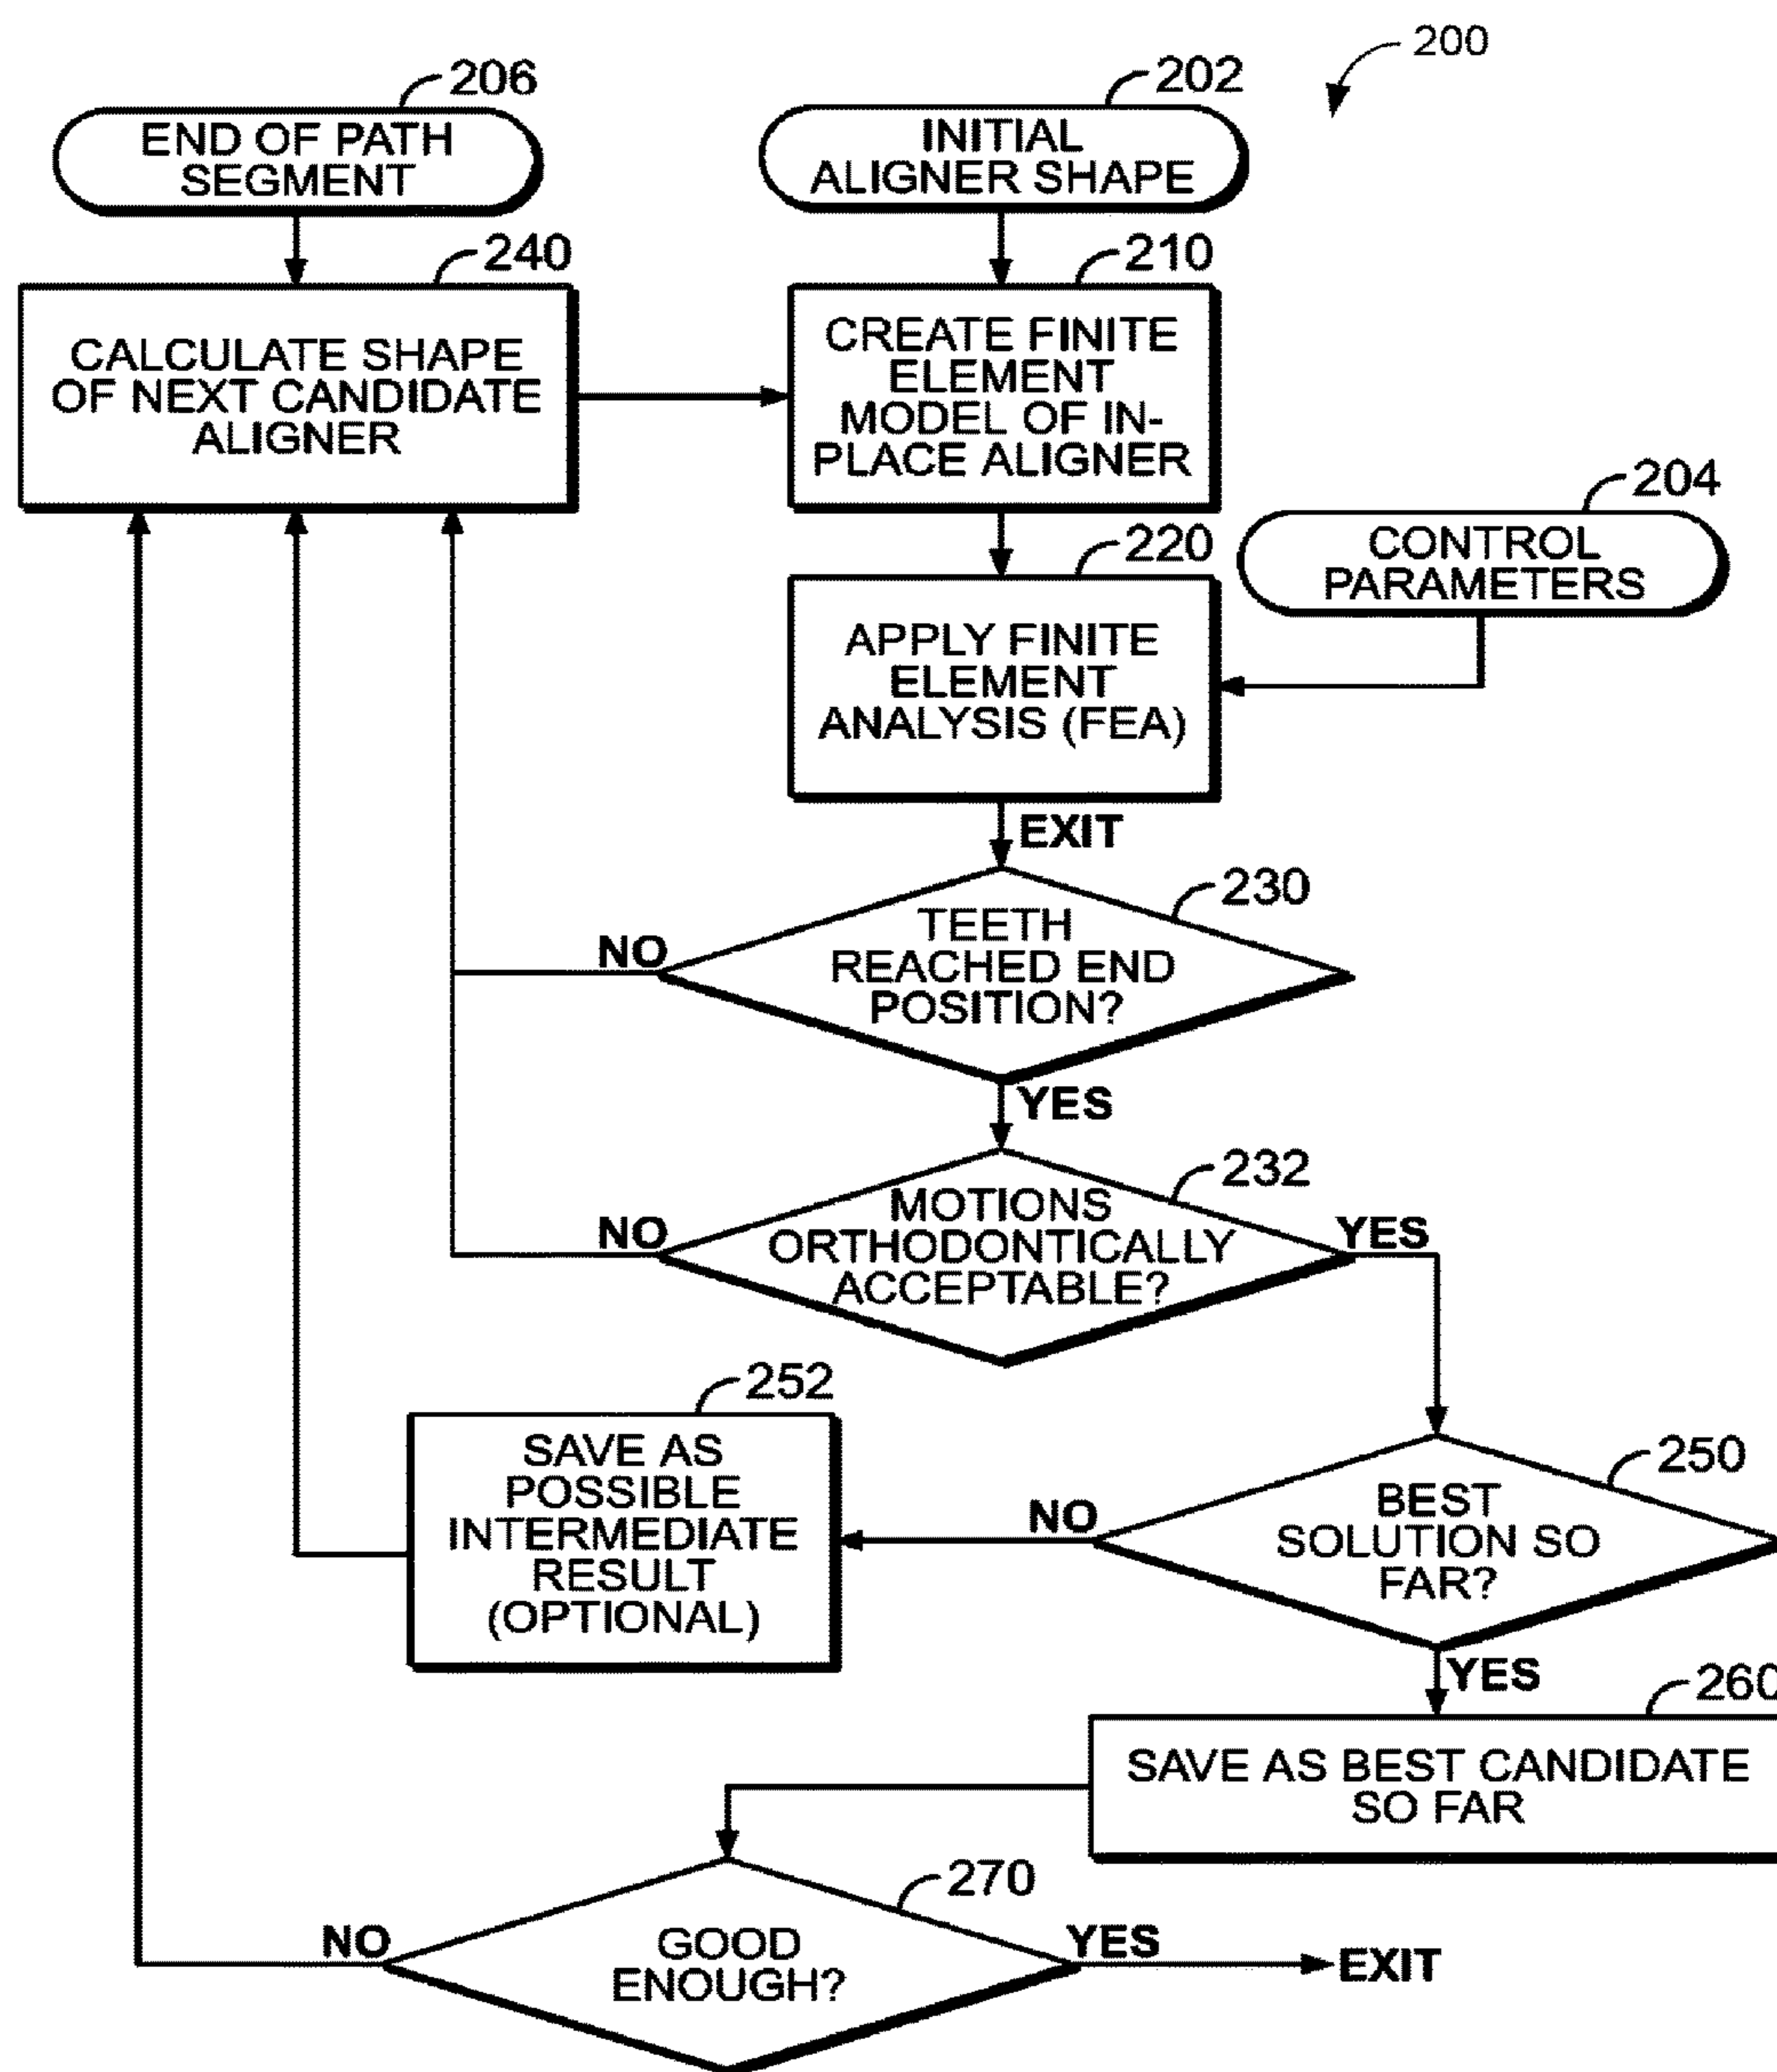 200
206
END OF PATH
SEGMENT
202
INITIAL
ALIGNER SHAPE
240
CALCULATE SHAPE
OF NEXT CANDIDATE
ALIGNER
210
CREATE FINITE
ELEMENT
MODEL OF IN-
PLACE ALIGNER
204
CONTROL
PARAMETERS
220
APPLY FINITE
ELEMENT
ANALYSIS (FEA)
EXIT
230
TEETH
REACHED END
POSITION?
NO
YES
232
MOTIONS
ORTHODONTICALLY
ACCEPTABLE?
NO
YES
252
SAVE AS
POSSIBLE
INTERMEDIATE
RESULT
(OPTIONAL)
250
BEST
SOLUTION SO
FAR?
NO
YES
260
SAVE AS BEST CANDIDATE
SO FAR
270
GOOD
ENOUGH?
NO
YES
EXIT